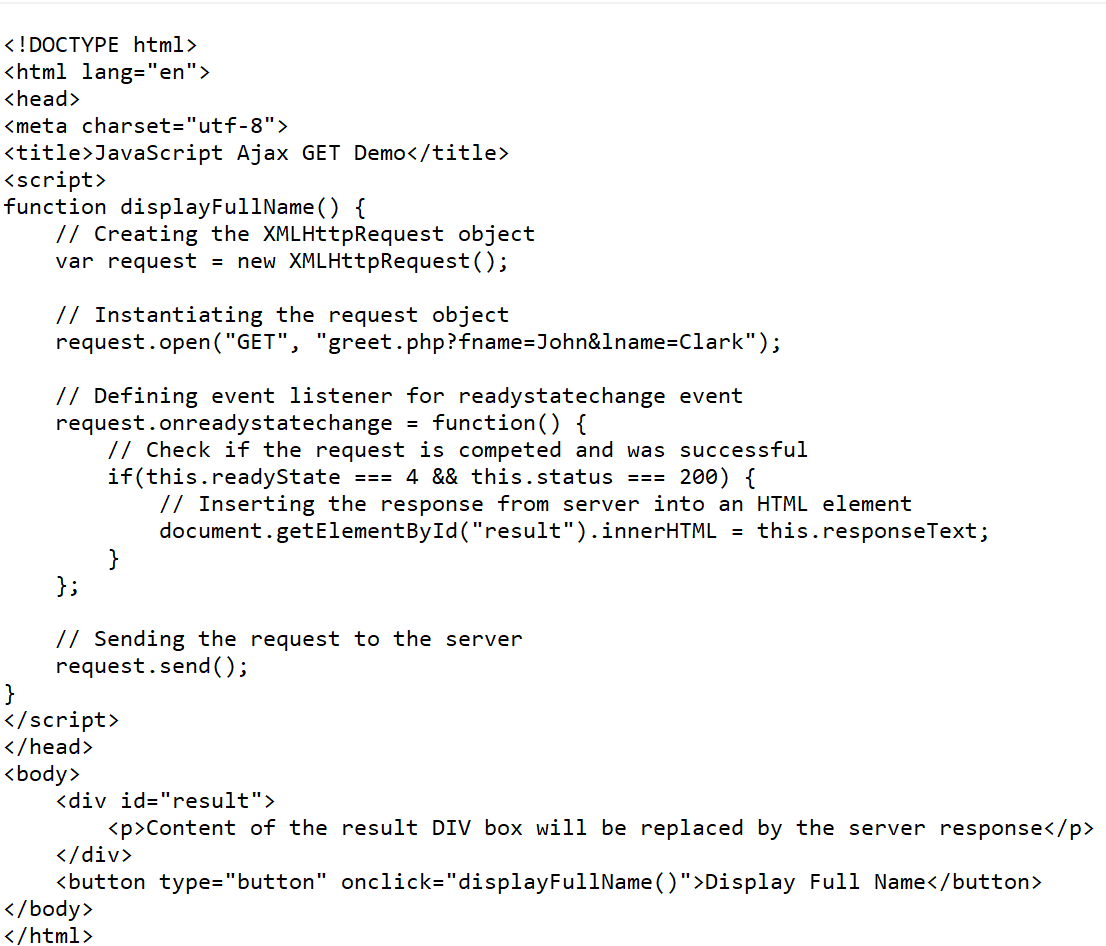 <!DOCTYPE html>
<html lang="en">
<head>
<meta charset="utf-8">
<title>JavaScript Ajax GET Demo</title>
<script>
function displayFullName() {
    // Creating the XMLHttpRequest object
    var request = new XMLHttpRequest();

    // Instantiating the request object
    request.open("GET", "greet.php?fname=John&lname=Clark");

    // Defining event listener for readystatechange event
    request.onreadystatechange = function() {
        // Check if the request is competed and was successful
        if(this.readyState === 4 && this.status === 200) {
            // Inserting the response from server into an HTML element
            document.getElementById("result").innerHTML = this.responseText;
        }
    };

    // Sending the request to the server
    request.send();
}
</script>
</head>
<body>
    <div id="result">
        <p>Content of the result DIV box will be replaced by the server response</p>
    </div>
    <button type="button" onclick="displayFullName()">Display Full Name</button>
</body>
</html>